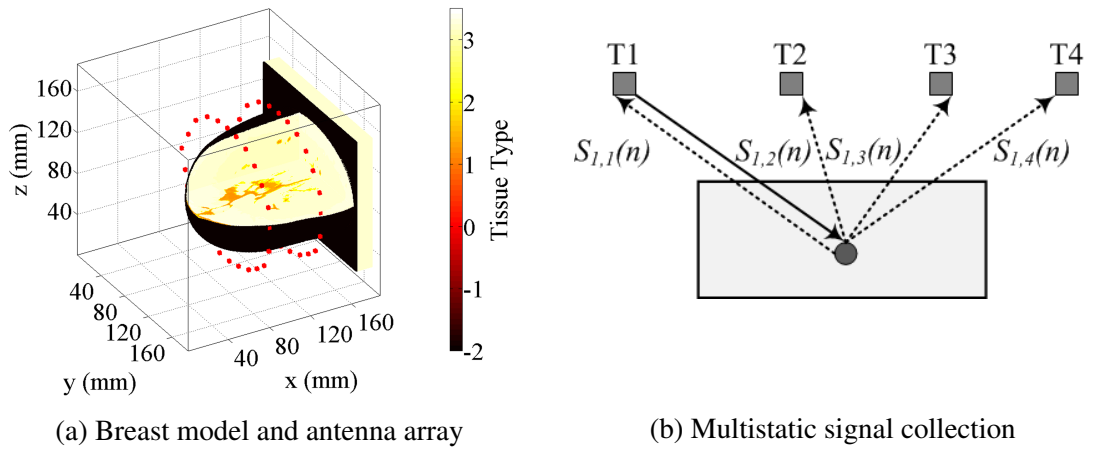 160
120
80
40
z (mm)
40
80
120
160
y (mm)
40
80
120
160
x (mm)
3
2
1
0
-1
-2
Tissue Type
(a) Breast model and antenna array
T1 T2 T3 T4
S1,1(n) S1,2(n) S1,3(n) S1,4(n)
(b) Multistatic signal collection